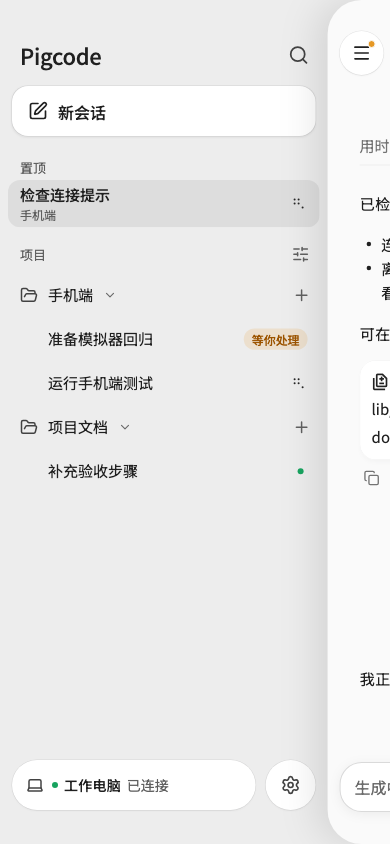 Pigcode
新会话
置顶
检查连接提示
手机端
项目
手机端
准备模拟器回归
等你处理
运行手机端测试
项目文档
补充验收步骤
工作电脑 已连接
用时
已检
连
离
看
可在
lib
do
我正
生成